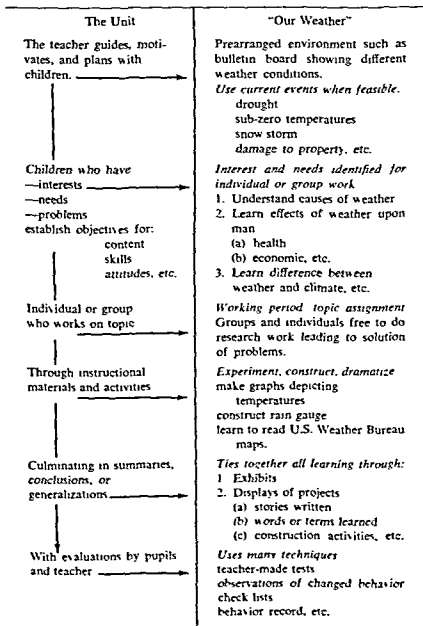 The Unit
The teacher guides, moti-
vates, and plans with
children.
Children who have
—interests
—needs
—problems
establish objectives for:
content
skills
attitudes, etc.
Individual or group
who works on topic
Through instructional
materials and activities
Culminating in summaries,
conclusions, or
generalizations
With evaluations by pupils
and teacher
"Our Weather"
Prearranged environment such as
bulletin board showing different
weather conditions.
Use current events when feasible.
drought
sub-zero temperatures
snow storm
damage to property, etc.
Interest and needs identified for
individual or group work
1. Understand causes of weather
2. Learn effects of weather upon
man
(a) health
(b) economic, etc.
3. Learn difference between
weather and climate, etc.
Working period topic assignment
Groups and individuals free to do
research work leading to solution
of problems.
Experiment, construct, dramatize
make graphs depicting
temperatures
construct rain gauge
learn to read U.S. Weather Bureau
maps.
Ties together all learning through:
1 Exhibits
2. Displays of projects
(a) stories written
(b) words or terms learned
(c) construction activities, etc.
Uses many techniques
teacher-made tests
observations of changed behavior
check lists
behavior record, etc.